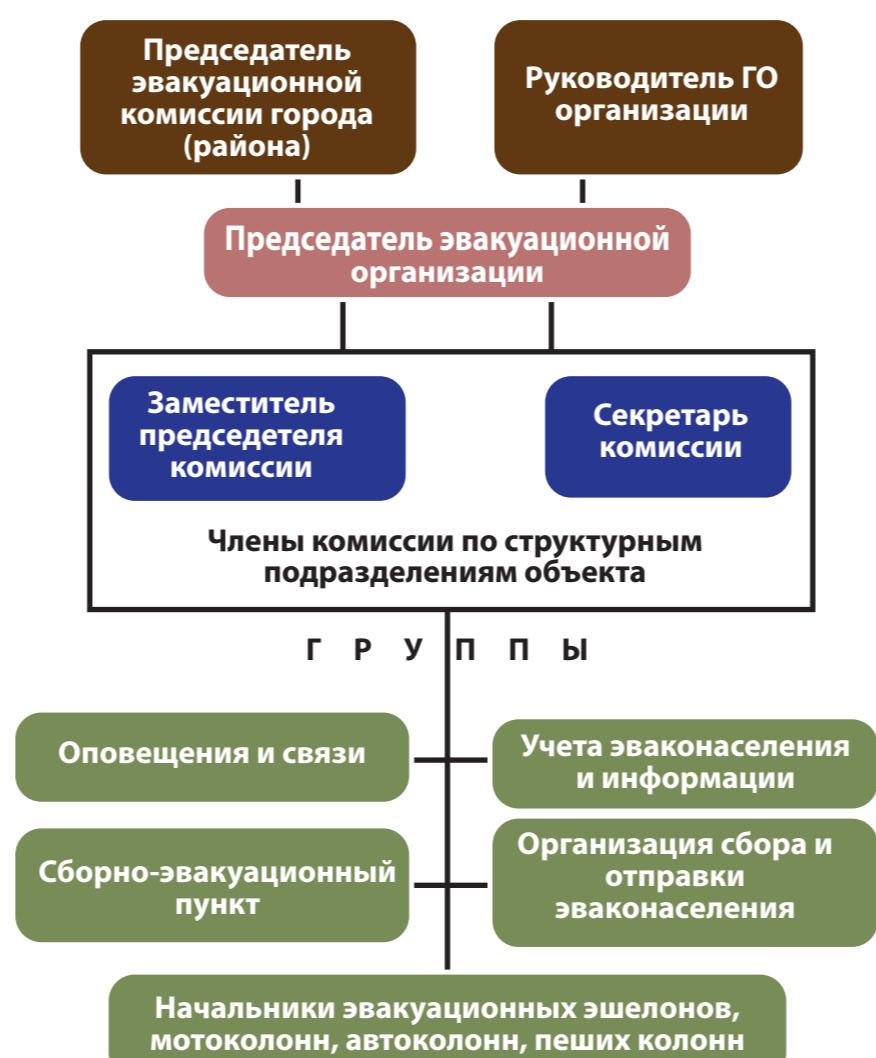 Председатель
эвакуационной
комиссии города
(района)
Руководитель ГО
организации
Председатель эвакуационной
организации
Заместитель
председетеля
комиссии
Секретарь
комиссии
Члены комиссии по структурным
подразделениям объекта
Г Р У П П Ы
Оповещения и связи
Учета эваконаселения
и информации
Сборно-эвакуационный
пункт
Организация сбора и
отправки
эваконаселения
Начальники эвакуационных эшелонов,
мотоколонн, автоколонн, пеших колонн